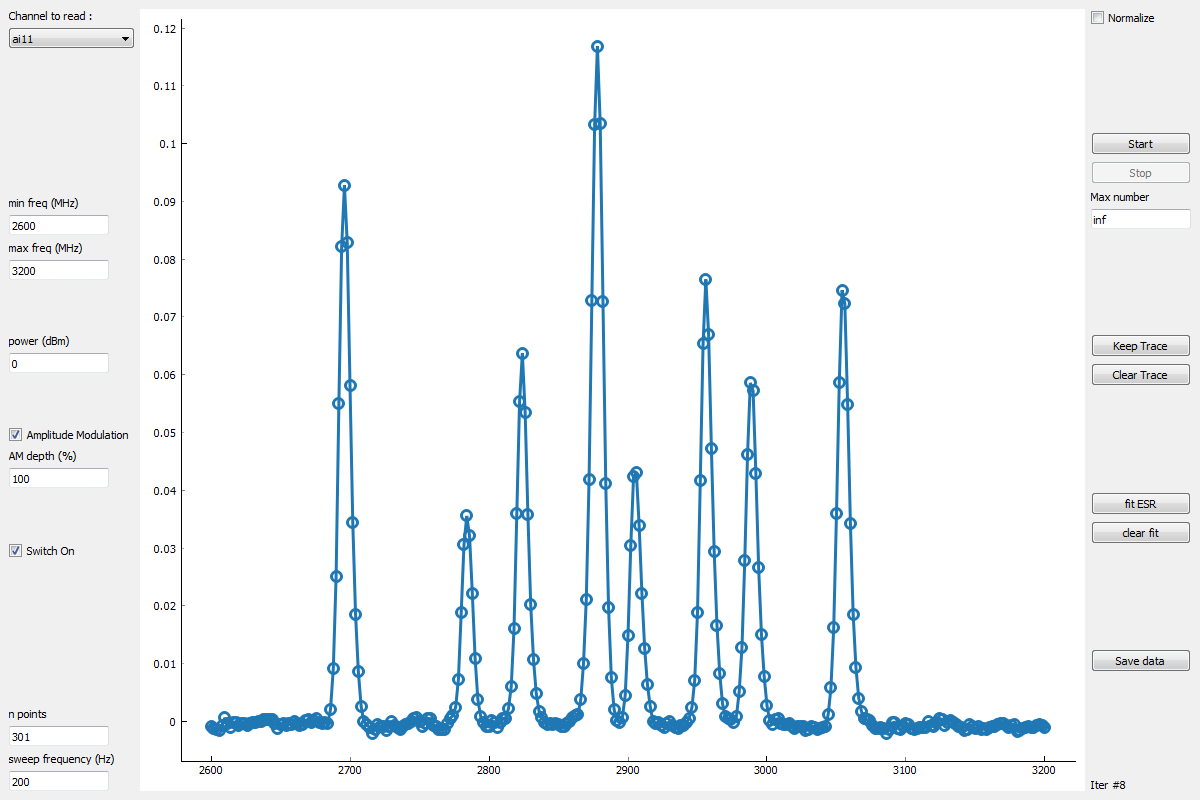 Channel to read :
ai11
min freq (MHz)
2600
max freq (MHz)
3200
power (dBm)
0
Amplitude Modulation
AM depth (%)
100
Switch On
n points
301
sweep frequency (Hz)
200
0.12
0.11
0.1
0.09
0.08
0.07
0.06
0.05
0.04
0.03
0.02
0.01
0
2600 2700 2800 2900 3000 3100 3200
Normalize
Start
Stop
Max number
inf
Keep Trace
Clear Trace
fit ESR
clear fit
Save data
Iter #8